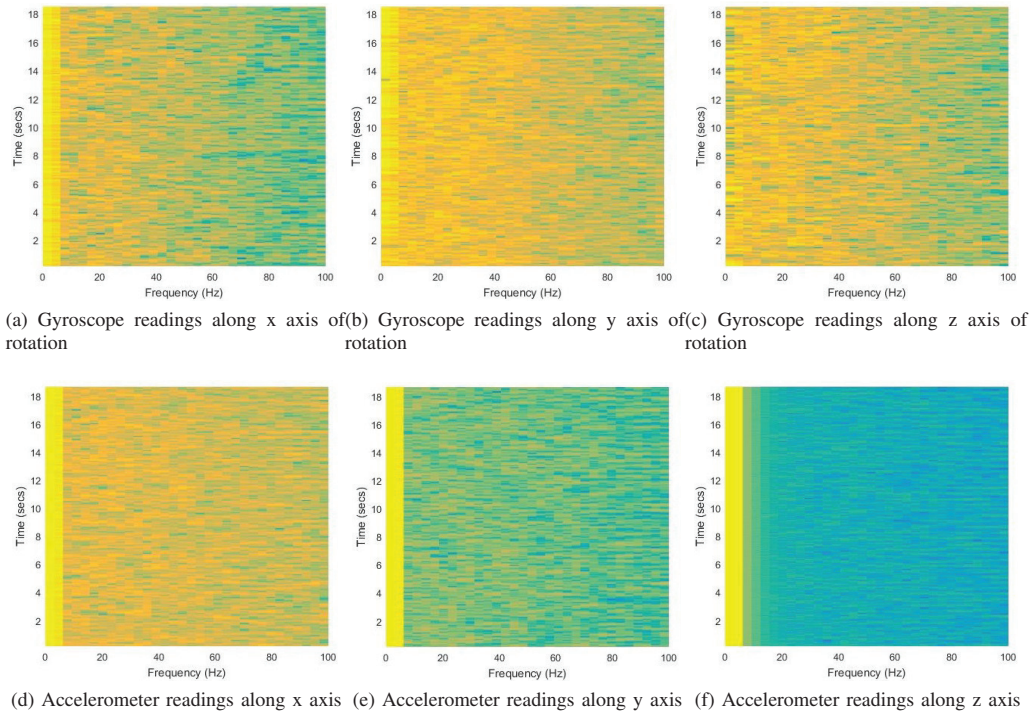 18
16
14
12
10
8
6
4
2
Time (secs)
0 20 40 60 80 100
Frequency (Hz)
18
16
14
12
10
8
6
4
2
Time (secs)
0 20 40 60 80 100
Frequency (Hz)
18
16
14
12
10
8
6
4
2
Time (secs)
0 20 40 60 80 100
Frequency (Hz)
(a) Gyroscope readings along x axis of
rotation
(b) Gyroscope readings along y axis of
rotation
(c) Gyroscope readings along z axis of
rotation
18
16
14
12
10
8
6
4
2
Time (secs)
0 20 40 60 80 100
Frequency (Hz)
18
16
14
12
10
8
6
4
2
Time (secs)
0 20 40 60 80 100
Frequency (Hz)
18
16
14
12
10
8
6
4
2
Time (secs)
0 20 40 60 80 100
Frequency (Hz)
(d) Accelerometer readings along x axis
(e) Accelerometer readings along y axis
(f) Accelerometer readings along z axis